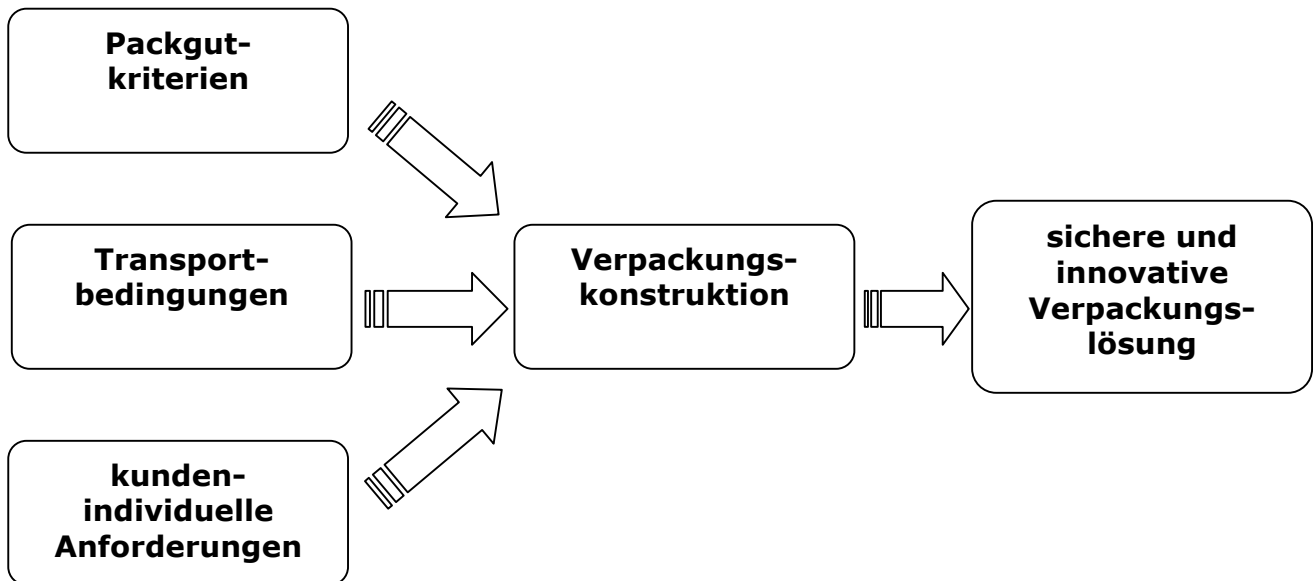 Packgut-
kriterien
Transport-
bedingungen
kunden-
individuelle
Anforderungen
Verpackungs-
konstruktion
sichere und
innovative
Verpackungs-
lösung